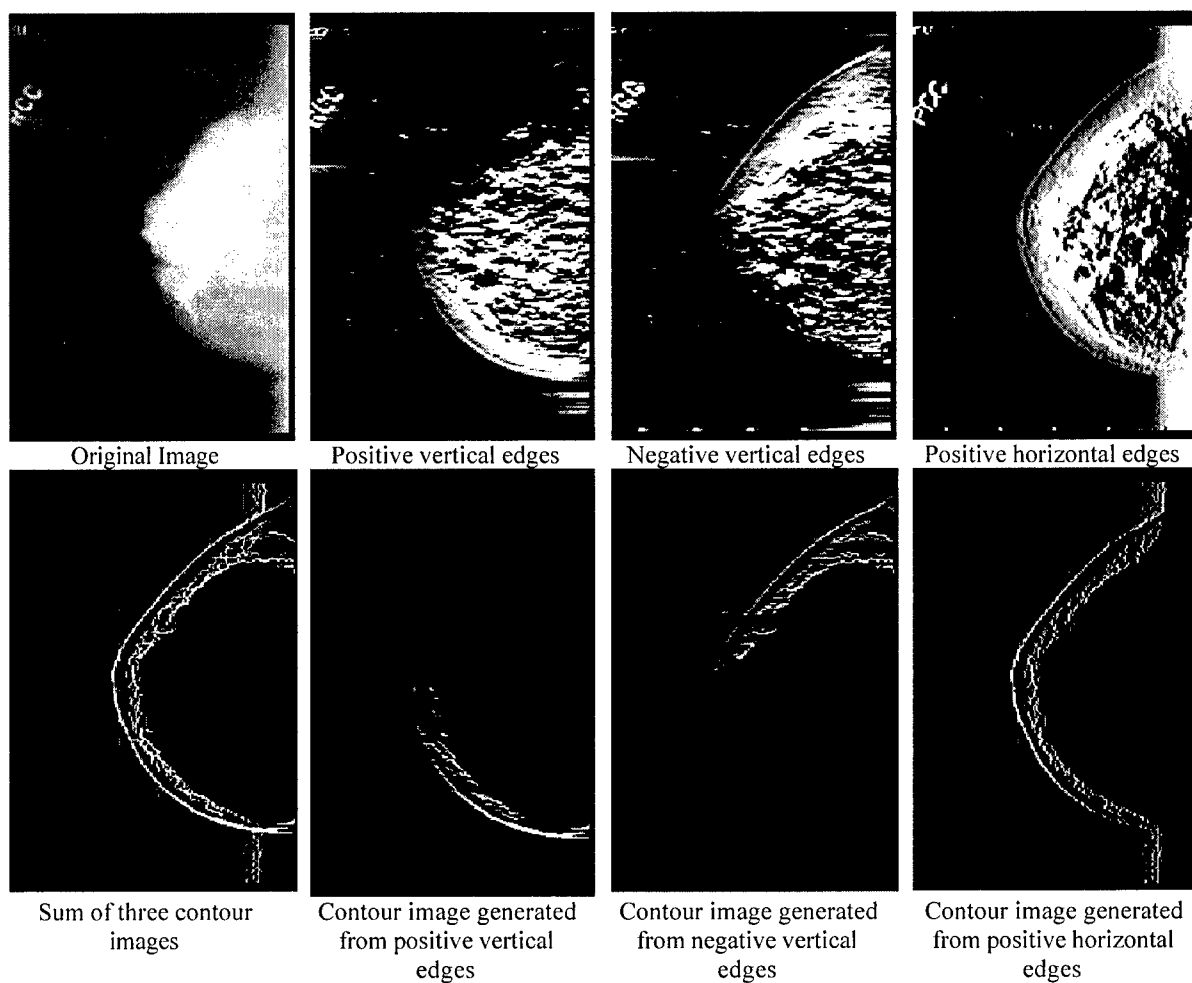 Original Image
Positive vertical edges
Negative vertical edges
Positive horizontal edges
Sum of three contour
images
Contour image generated
from positive vertical
edges
Contour image generated
from negative vertical
edges
Contour image generated
from positive horizontal
edges